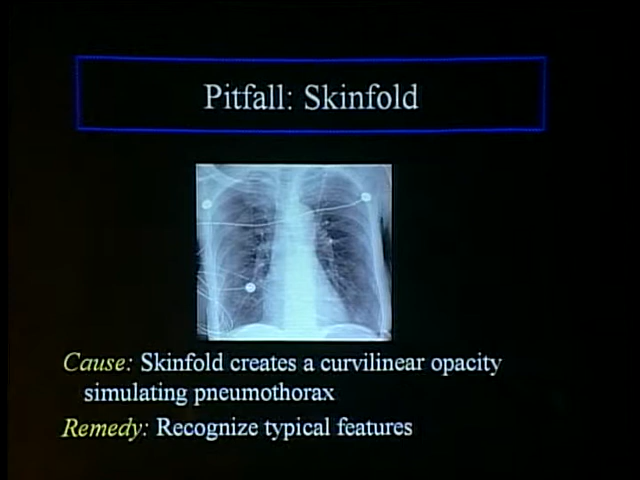 Pitfall: Skinfold
Cause: Skinfold creates a curvilinear opacity
simulating pneumothorax
Remedy: Recognize typical features